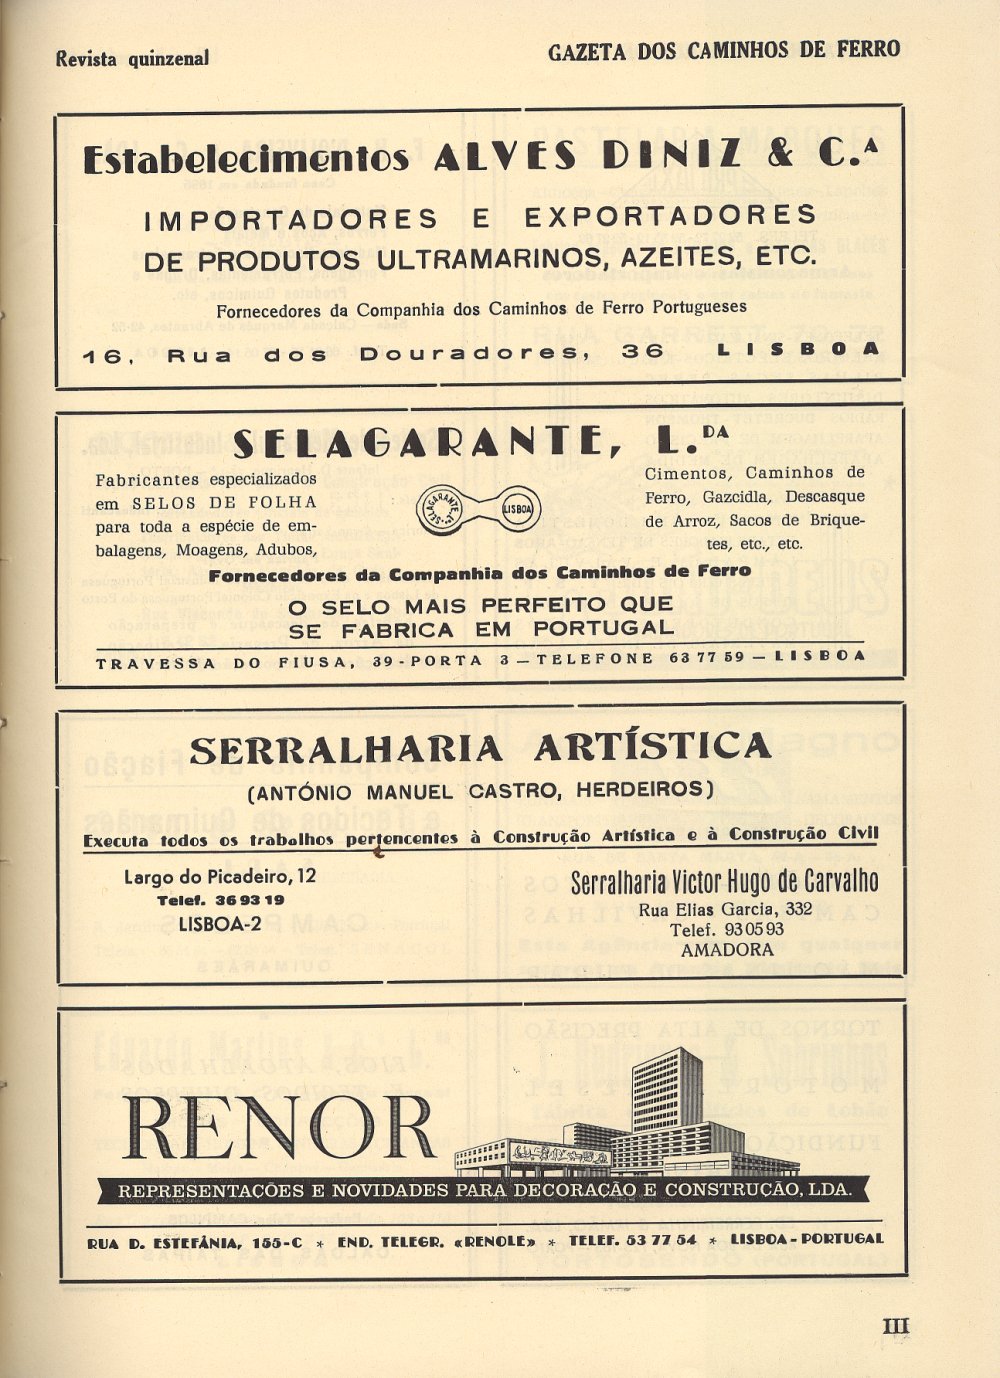 Revista quinzenal
GAZETA DOS CAMINHOS DE FERRO
Estabelecimentos ALVES DINIZ & C.ª
IMPORTADORES E EXPORTADORES
DE PRODUTOS ULTRAMARINOS, AZEITES, ETC.
Fornecedores da Companhia dos Caminhos de Ferro Portugueses
16, Rua dos Douradores, 36 LISBOA
SELAGARANTE, L.DA
Fabricantes especializados
em SELOS DE FOLHA
para toda a espécie de em-
balagens, Moagens, Adubos,
SELAGARANTE L.da
LISBOA
Cimentos, Caminhos de
Ferro, Gazcidla, Descasque
de Arroz, Sacos de Brique-
tes, etc., etc.
Fornecedores da Companhia dos Caminhos de Ferro
O SELO MAIS PERFEITO QUE
SE FABRICA EM PORTUGAL
TRAVESSA DO FIUSA, 39-PORTA 3 — TELEFONE 63 77 59 — LISBOA
SERRALHARIA ARTÍSTICA
(ANTÓNIO MANUEL CASTRO, HERDEIROS)
Executa todos os trabalhos pertencentes à Construção Artística e à Construção Civil
Largo do Picadeiro, 12
Telef. 36 93 19
LISBOA-2
Serralharia Victor Hugo de Carvalho
Rua Elias Garcia, 332
Telef. 93 05 93
AMADORA
RENOR
REPRESENTAÇÕES E NOVIDADES PARA DECORAÇÃO E CONSTRUÇÃO, LDA.
RUA D. ESTEFÂNIA, 155-C * END. TELEGR. «RENOLE» * TELEF. 53 77 54 * LISBOA - PORTUGAL
III